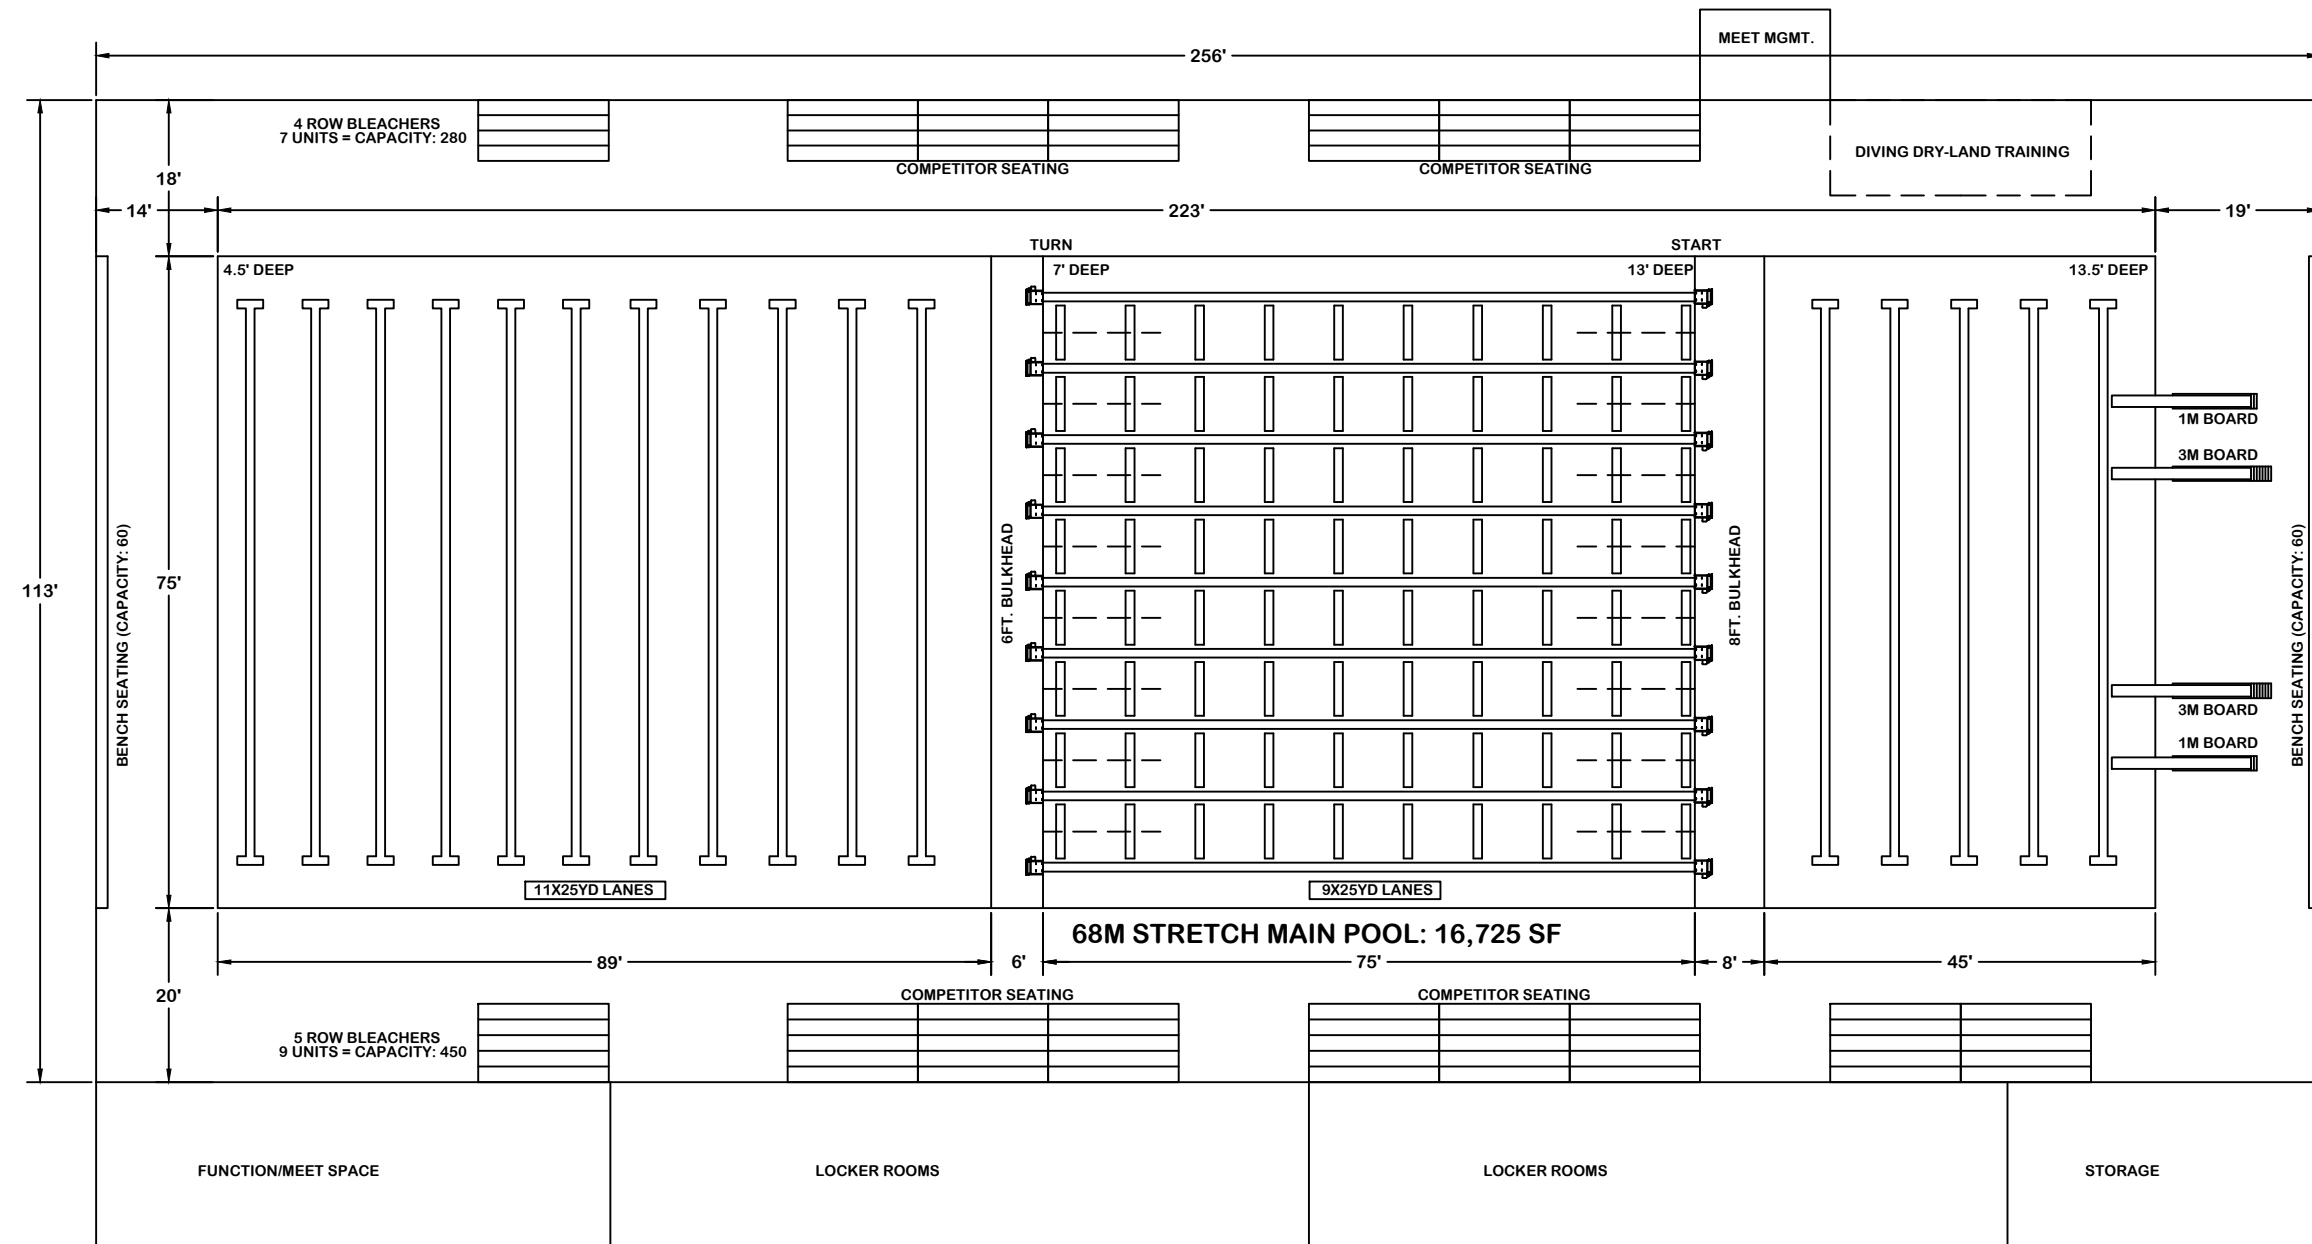 MEET MGMT.
256'
4 ROW BLEACHERS
7 UNITS = CAPACITY: 280
COMPETITOR SEATING
COMPETITOR SEATING
DIVING DRY-LAND TRAINING
18'
14'
223'
19'
TURN
START
4.5' DEEP
7' DEEP
13' DEEP
13.5' DEEP
1M BOARD
3M BOARD
BENCH SEATING (CAPACITY: 60)
6FT. BULKHEAD
8FT. BULKHEAD
BENCH SEATING (CAPACITY: 60)
113'
75'
3M BOARD
1M BOARD
11X25YD LANES
9X25YD LANES
68M STRETCH MAIN POOL: 16,725 SF
89'
6'
75'
8'
45'
20'
COMPETITOR SEATING
COMPETITOR SEATING
5 ROW BLEACHERS
9 UNITS = CAPACITY: 450
FUNCTION/MEET SPACE
LOCKER ROOMS
LOCKER ROOMS
STORAGE